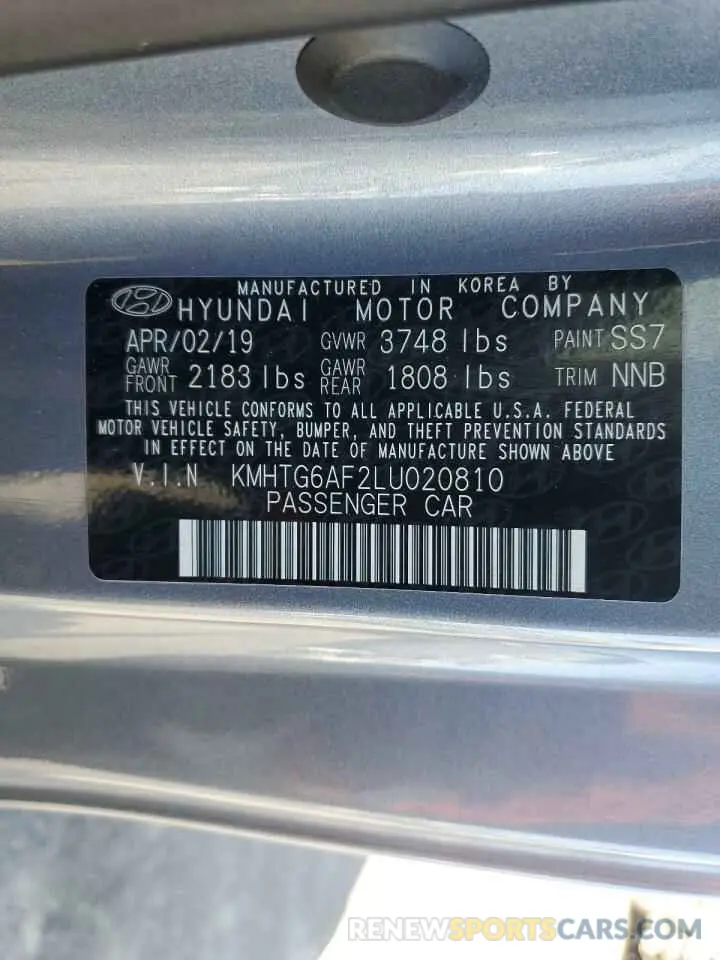 MANUFACTURED IN KOREA BY
HYUNDAI MOTOR COMPANY
APR/02/19 GVWR 3748 lbs PAINT SS7
GAWR FRONT 2183 lbs GAWR REAR 1808 lbs TRIM NNB
THIS VEHICLE CONFORMS TO ALL APPLICABLE U.S.A. FEDERAL
MOTOR VEHICLE SAFETY, BUMPER, AND THEFT PREVENTION STANDARDS
IN EFFECT ON THE DATE OF MANUFACTURE SHOWN ABOVE
V.I.N KMHTG6AF2LU020810
PASSENGER CAR
RENEWSPORTSCARS.COM